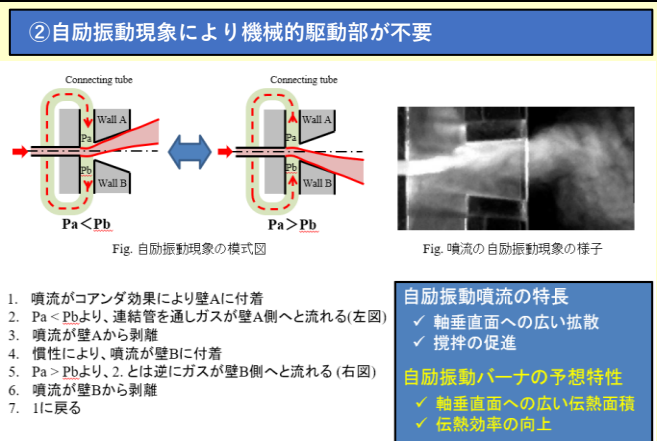 ②自励振動現象により機械的駆動部が不要
Connecting tube
Wall A
Pa
Pb
Wall B
Pa＜Pb
Connecting tube
Wall A
Pa
Pb
Wall B
Pa＞Pb
Fig. 自励振動現象の模式図
Fig. 噴流の自励振動現象の様子
1. 噴流がコアンダ効果により壁Aに付着
2. Pa < Pbより、連結管を通しガスが壁A側へと流れる(左図)
3. 噴流が壁Aから剥離
4. 慣性により、噴流が壁Bに付着
5. Pa > Pbより、2. とは逆にガスが壁B側へと流れる (右図)
6. 噴流が壁Bから剥離
7. 1に戻る
自励振動噴流の特長
✓ 軸垂直面への広い拡散
✓ 撹拌の促進
自励振動バーナの予想特性
✓ 軸垂直面への広い伝熱面積
✓ 伝熱効率の向上